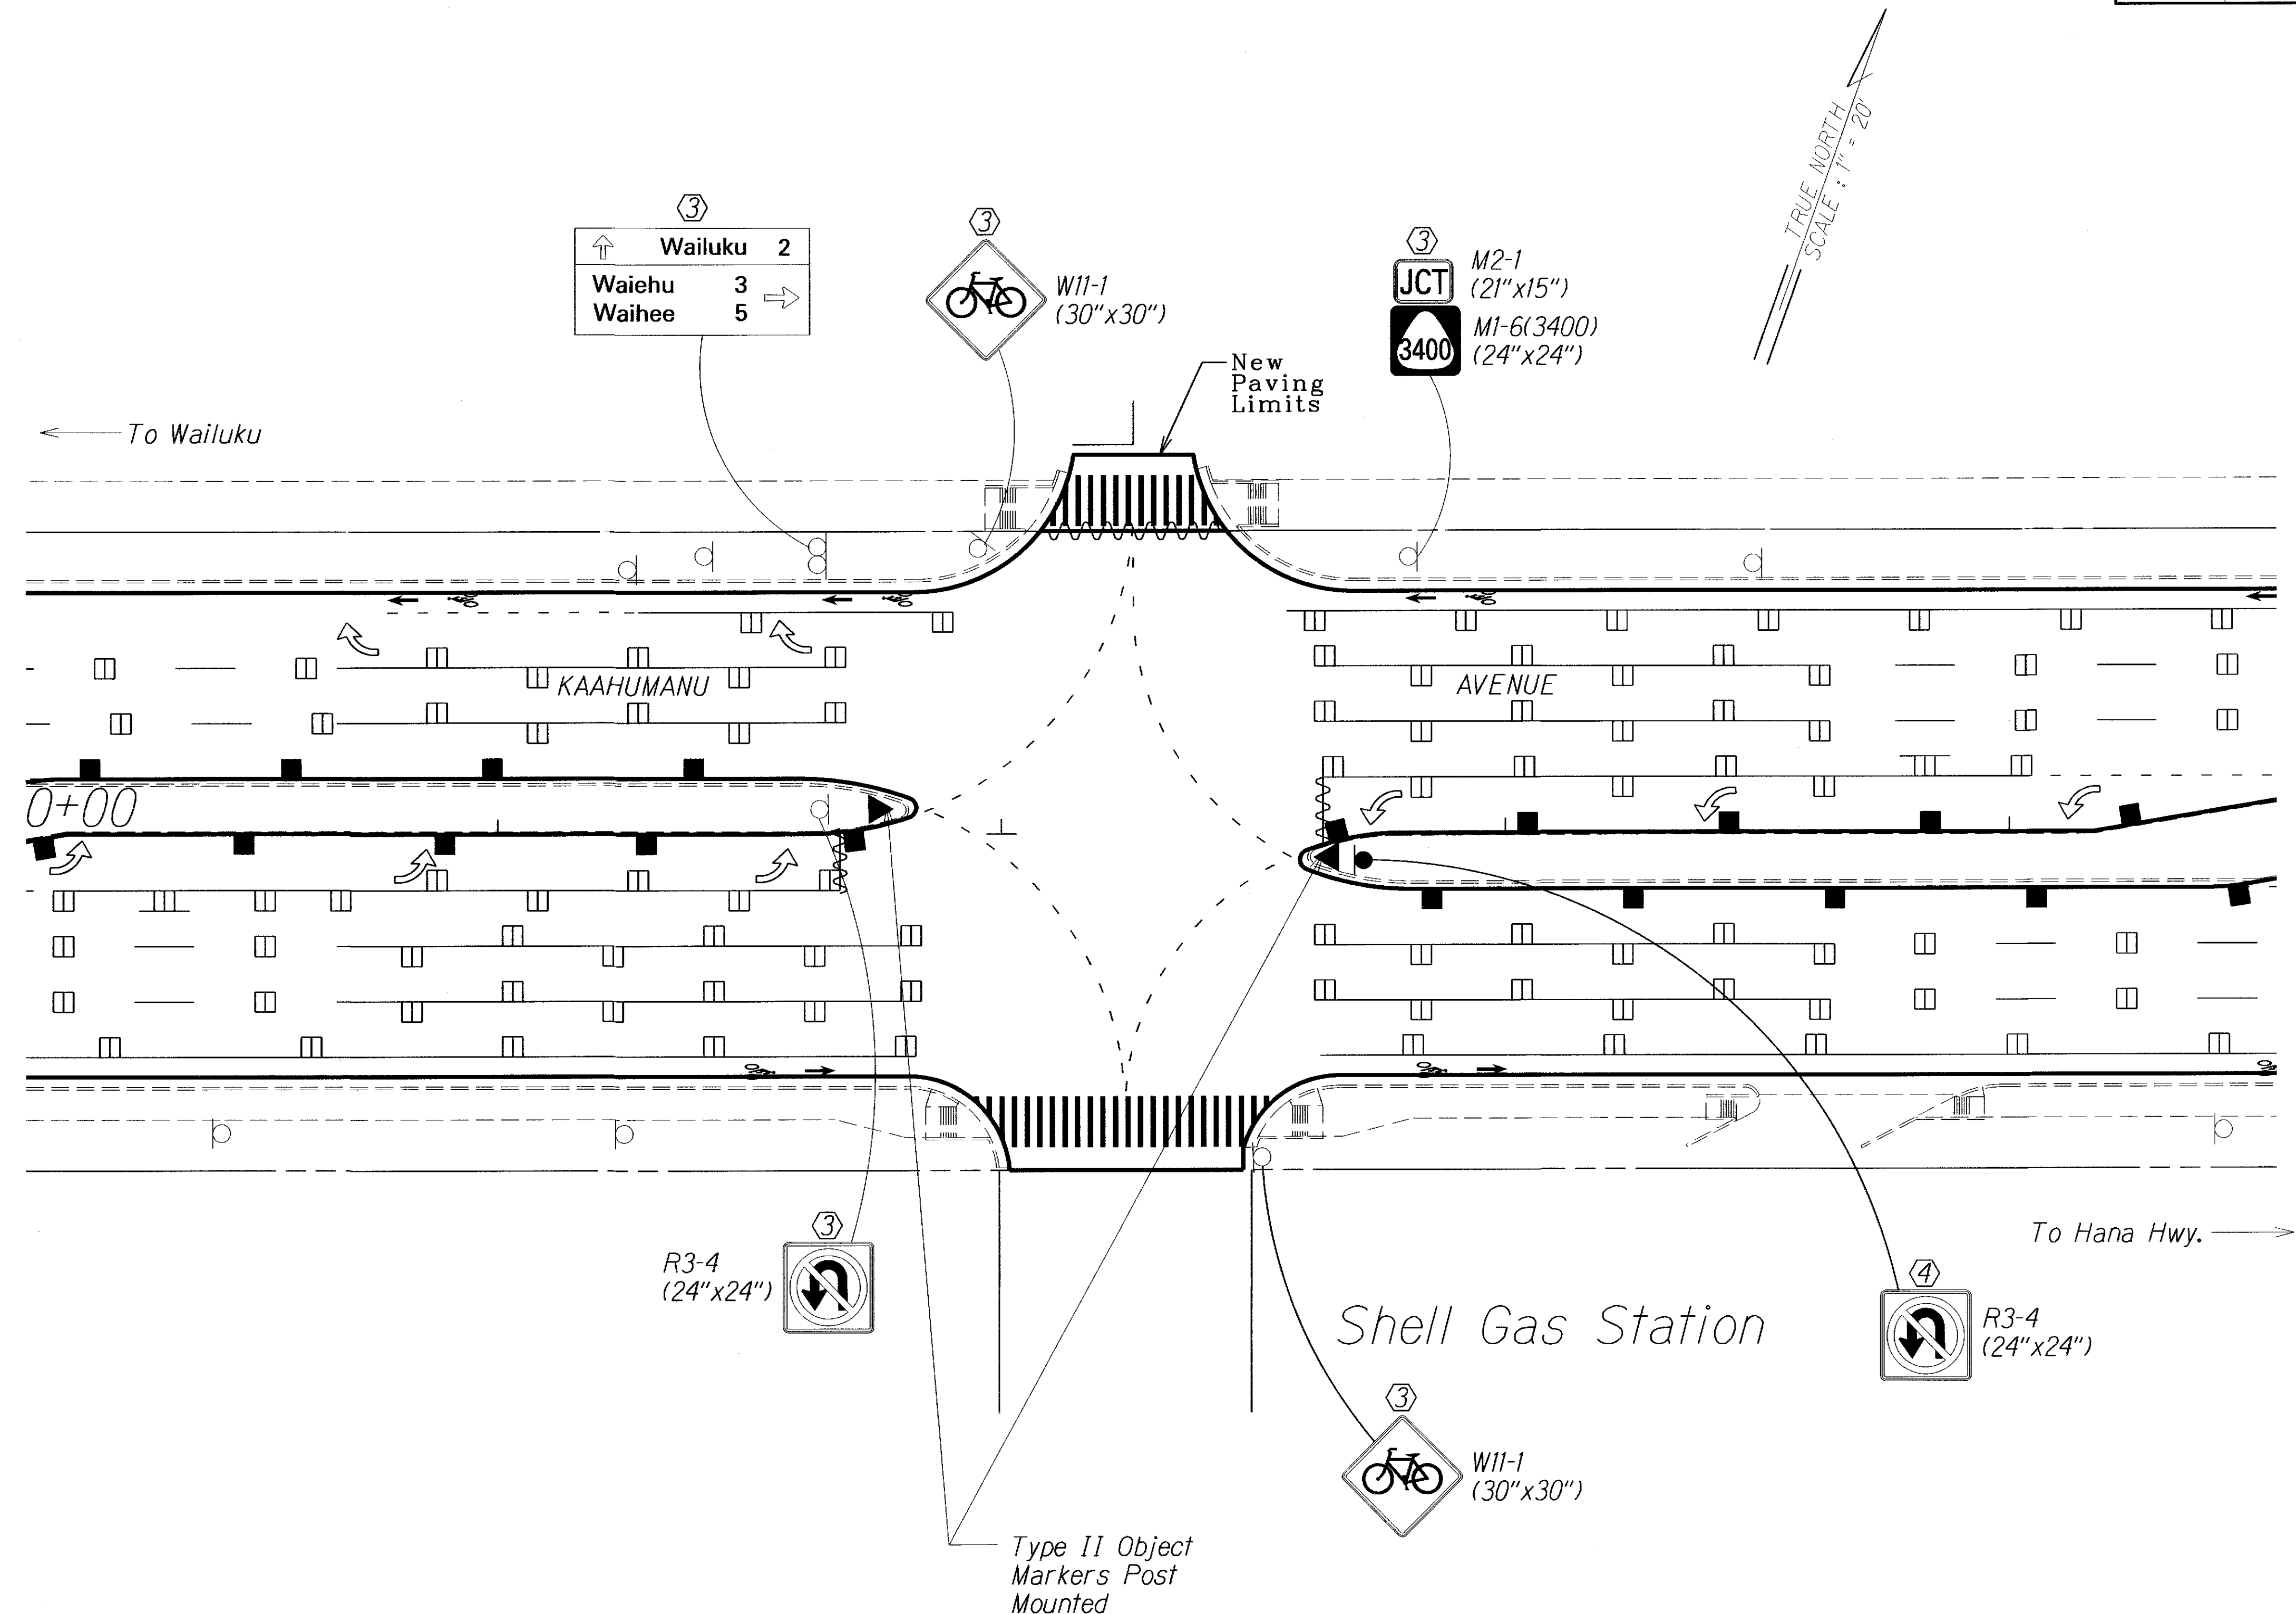 TRUE NORTH
SCALE : 1" = 20'
3
Wailuku 2
Waiehu 3
Waihee 5
3
W11-1
(30"x30")
3
JCT
M2-1
(21"x15")
3400
M1-6(3400)
(24"x24")
New
Paving
Limits
To Wailuku
KAAHUMANU
AVENUE
0+00
3
R3-4
(24"x24")
To Hana Hwy.
4
R3-4
(24"x24")
Shell Gas Station
3
W11-1
(30"x30")
Type II Object
Markers Post
Mounted